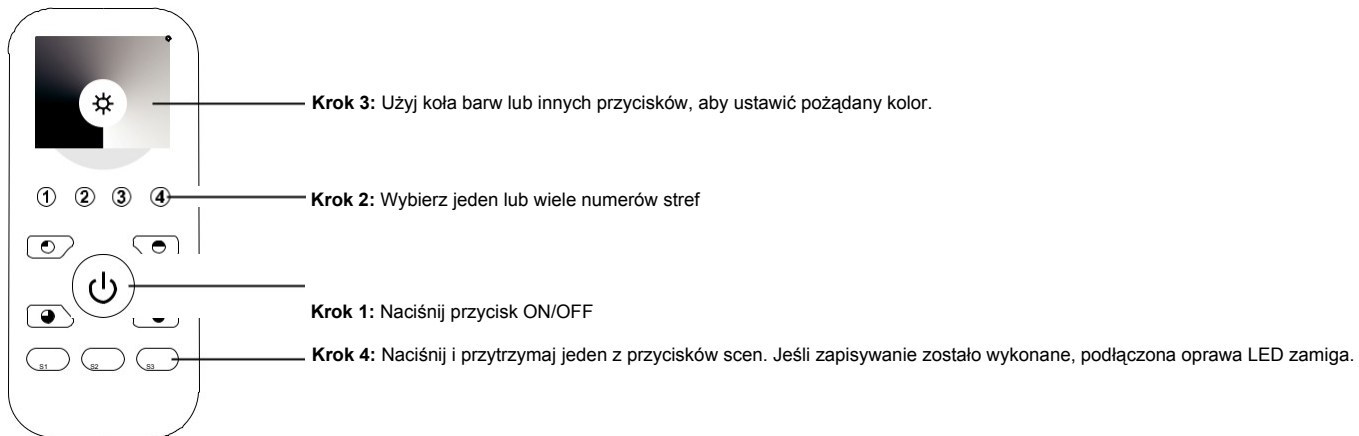 Krok 3: Użyj koła barw lub innych przycisków, aby ustawić pożądany kolor.
① ② ③ ④
Krok 2: Wybierz jeden lub wiele numerów stref
Krok 1: Naciśnij przycisk ON/OFF
Krok 4: Naciśnij i przytrzymaj jeden z przycisków scen. Jeśli zapisywanie zostało wykonane, podłączona oprawa LED zamiga.
S1 S2 S3